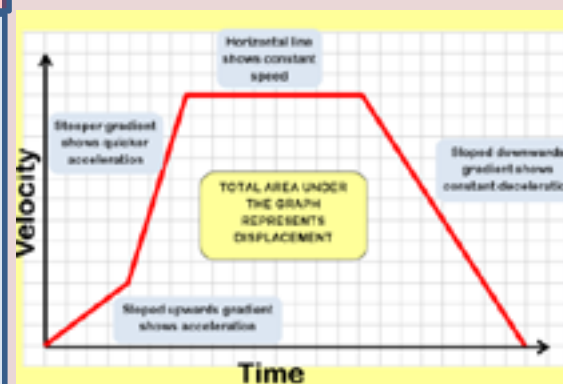 Horizontal line
shows constant
speed
Steeper gradient
shows quicker
acceleration
Sloped downwards
gradient shows
constant deceleration
Velocity
TOTAL AREA UNDER
THE GRAPH
REPRESENTS
DISPLACEMENT
Sloped upwards gradient
shows acceleration
Time